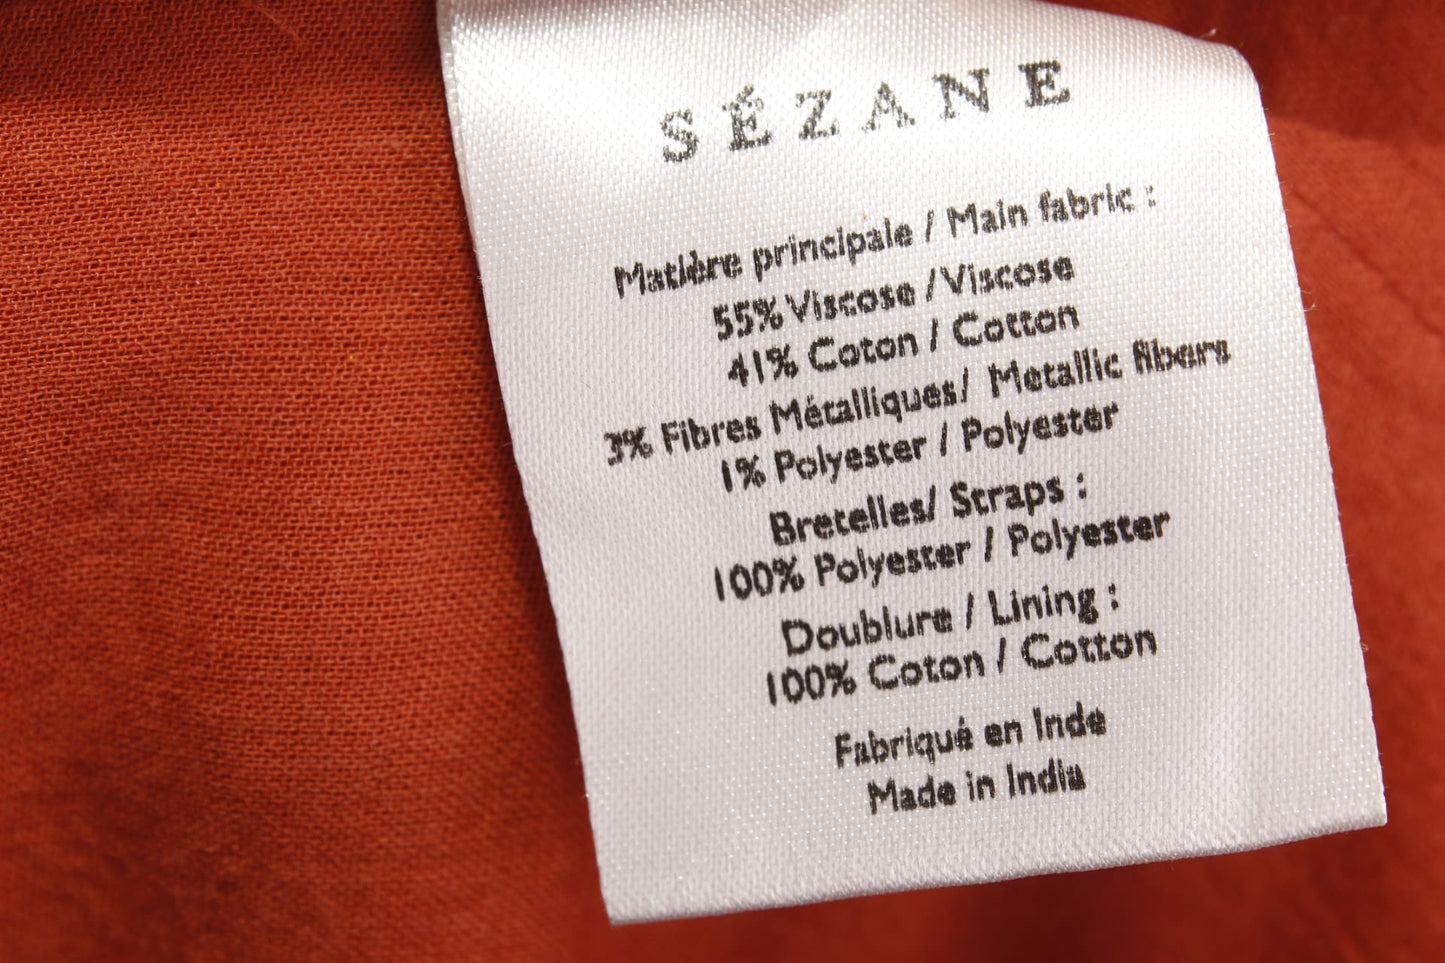 SÉZANE
Matière principale / Main fabric :
55% Viscose / Viscose
41% Coton / Cotton
3% Fibres Métalliques/ Metallic fibers
1% Polyester / Polyester
Bretelles/ Straps :
100% Polyester / Polyester
Doublure / Lining :
100% Coton / Cotton
Fabriqué en Inde
Made in India